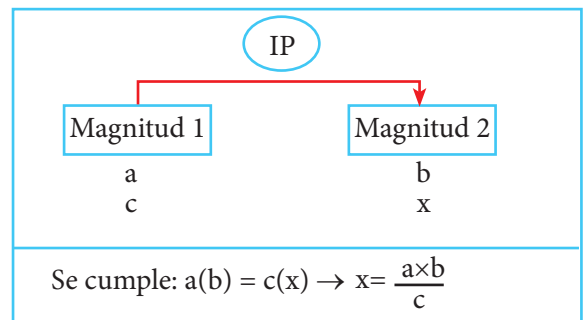 IP
Magnitud 1 Magnitud 2
a b
c x
Se cumple: a(b) = c(x) → x= a×b/c